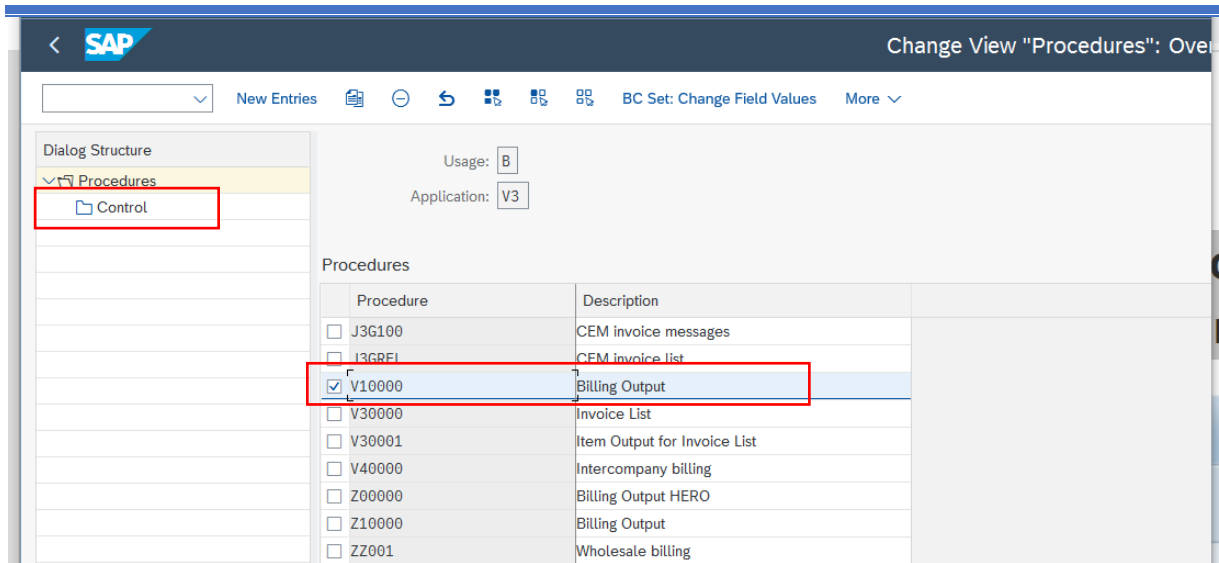 SAP
Change View "Procedures":
New Entries
BC Set: Change Field Values
More
Dialog Structure
Procedures
Control
Usage: B
Application: V3
Procedures
Procedure Description
J3G100 CEM invoice messages
J3GREL CEM invoice list
V10000 Billing Output
V30000 Invoice List
V30001 Item Output for Invoice List
V40000 Intercompany billing
Z00000 Billing Output HERO
Z10000 Billing Output
ZZ001 Wholesale billing